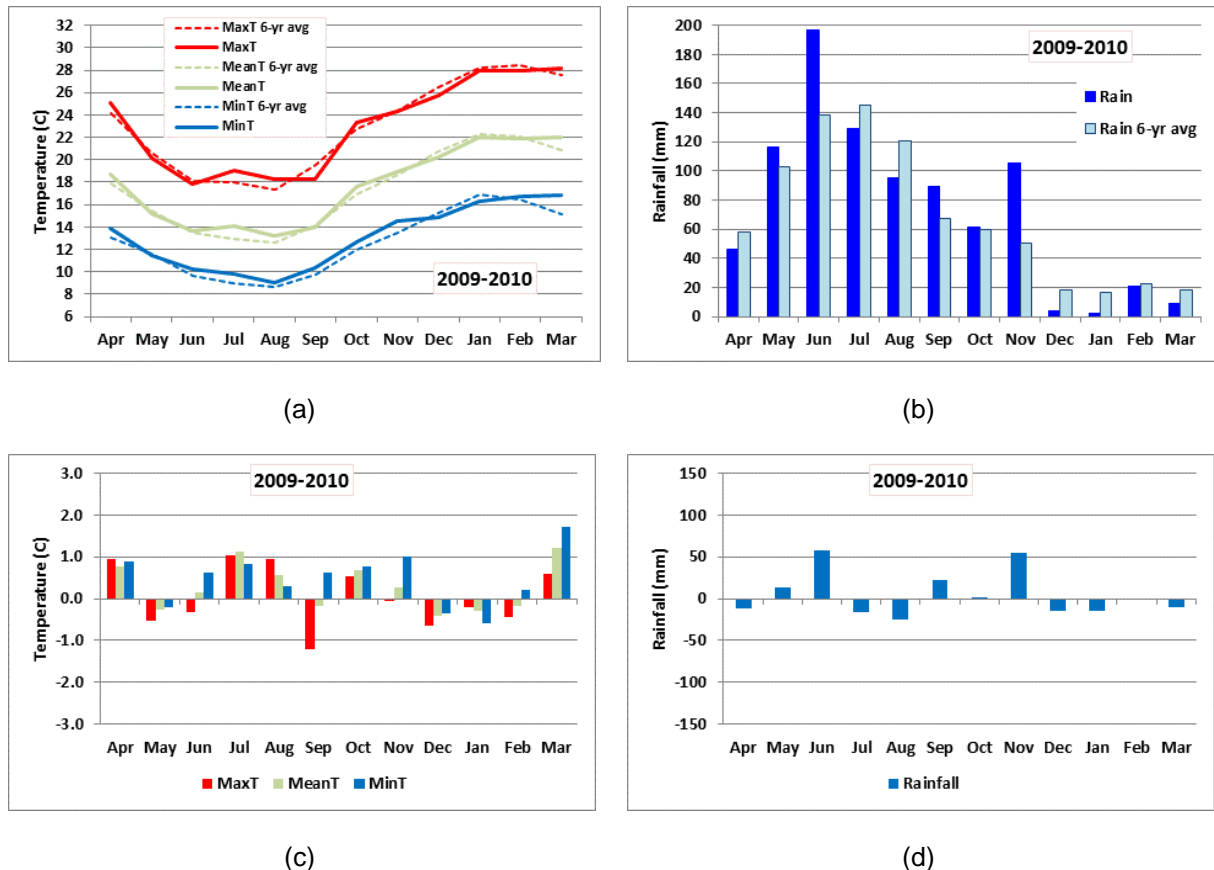 32
30
28
26
24
22
20
18
16
14
12
10
8
6
Temperature (C)
MaxT 6-yr avg
MaxT
MeanT 6-yr avg
MeanT
MinT 6-yr avg
MinT
2009-2010
Apr May Jun Jul Aug Sep Oct Nov Dec Jan Feb Mar
(a)
200
180
160
140
120
100
80
60
40
20
0
Rainfall (mm)
2009-2010
Rain
Rain 6-yr avg
Apr May Jun Jul Aug Sep Oct Nov Dec Jan Feb Mar
(b)
2009-2010
3.0
2.0
1.0
0.0
-1.0
-2.0
-3.0
Temperature (C)
Apr May Jun Jul Aug Sep Oct Nov Dec Jan Feb Mar
MaxT MeanT MinT
(c)
2009-2010
150
100
50
0
-50
-100
-150
Rainfall (mm)
Apr May Jun Jul Aug Sep Oct Nov Dec Jan Feb Mar
Rainfall
(d)